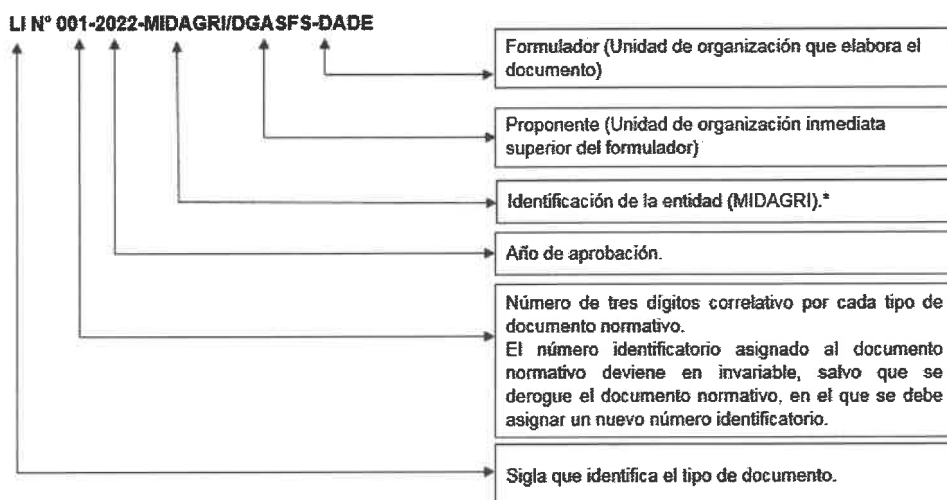 LI N° 001-2022-MIDAGRI/DGASFS-DADE
Formulador (Unidad de organización que elabora el
documento)
Proponente (Unidad de organización inmediata
superior del formulador)
Identificación de la entidad (MIDAGRI).*
Año de aprobación.
Número de tres dígitos correlativo por cada tipo de
documento normativo.
El número identificatorio asignado al documento
normativo deviene en invariable, salvo que se
derogue el documento normativo, en el que se debe
asignar un nuevo número identificatorio.
Sigla que identifica el tipo de documento.